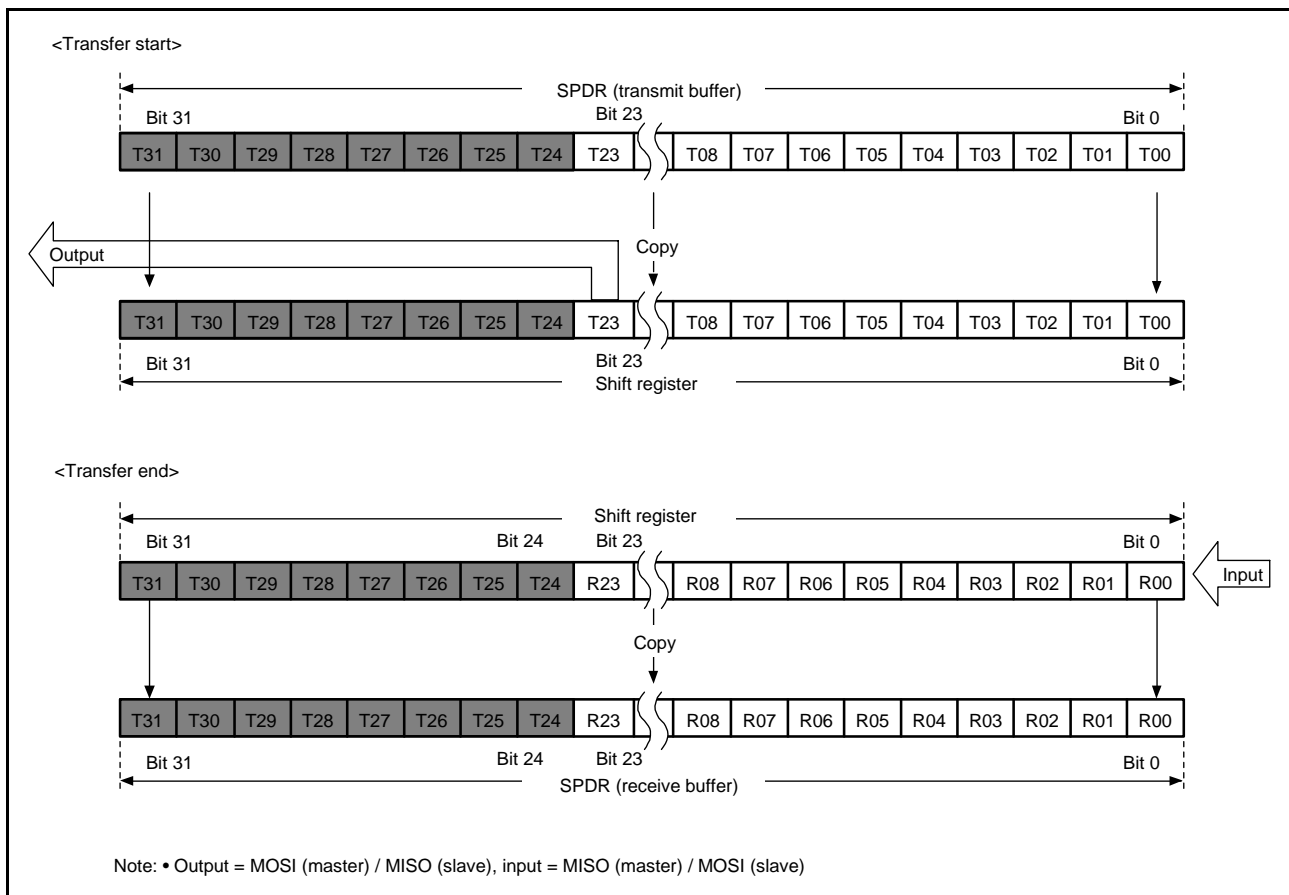 <Transfer start>
SPDR (transmit buffer)
Bit 31 Bit 23 Bit 0
T31 T30 T29 T28 T27 T26 T25 T24 T23 T08 T07 T06 T05 T04 T03 T02 T01 T00
Output Copy
T31 T30 T29 T28 T27 T26 T25 T24 T23 T08 T07 T06 T05 T04 T03 T02 T01 T00
Bit 31 Bit 23 Bit 0
Shift register
<Transfer end>
Shift register
Bit 31 Bit 24 Bit 23 Bit 0
T31 T30 T29 T28 T27 T26 T25 T24 R23 R08 R07 R06 R05 R04 R03 R02 R01 R00 Input
Copy
T31 T30 T29 T28 T27 T26 T25 T24 R23 R08 R07 R06 R05 R04 R03 R02 R01 R00
Bit 31 Bit 24 Bit 23 Bit 0
SPDR (receive buffer)
Note: • Output = MOSI (master) / MISO (slave), input = MISO (master) / MOSI (slave)